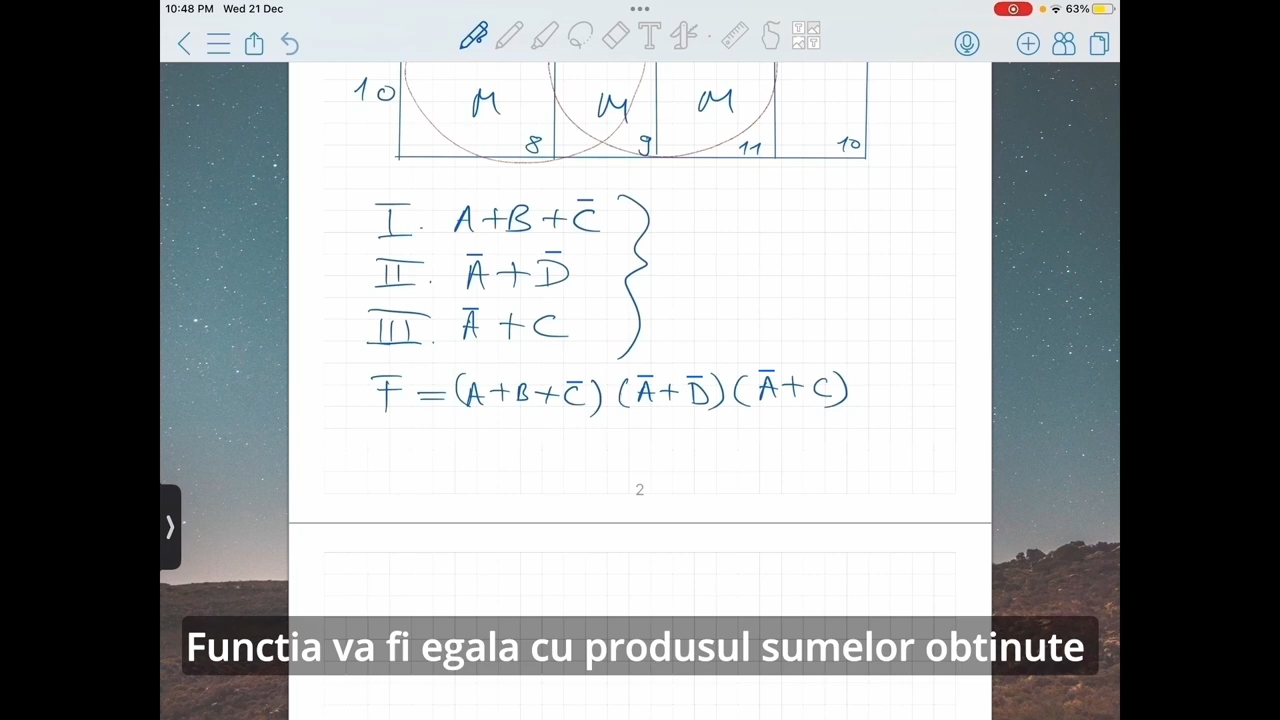 10:48 PM Wed 21 Dec
63%
10 M M M
8 9 11 10
I. A+B+C̅
II. A̅+D̅
III. A̅+C
F=(A+B+C̅)(A̅+D̅)(A̅+C)
2
Functia va fi egala cu produsul sumelor obtinute